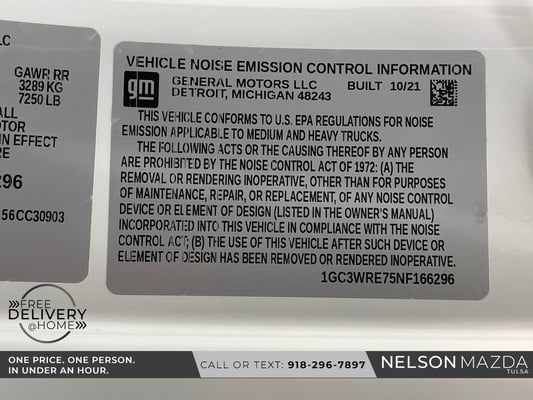 LC
GAWR RR
3289 KG
7250 LB
ALL
OTOR
IN EFFECT
RE
296
56CC30903
VEHICLE NOISE EMISSION CONTROL INFORMATION
gm
GENERAL MOTORS LLC BUILT 10/21
DETROIT, MICHIGAN 48243
THIS VEHICLE CONFORMS TO U.S. EPA REGULATIONS FOR NOISE
EMISSION APPLICABLE TO MEDIUM AND HEAVY TRUCKS.
THE FOLLOWING ACTS OR THE CAUSING THEREOF BY ANY PERSON
ARE PROHIBITED BY THE NOISE CONTROL ACT OF 1972: (A) THE
REMOVAL OR RENDERING INOPERATIVE, OTHER THAN FOR PURPOSES
OF MAINTENANCE, REPAIR, OR REPLACEMENT, OF ANY NOISE CONTROL
DEVICE OR ELEMENT OF DESIGN (LISTED IN THE OWNER'S MANUAL)
INCORPORATED INTO THIS VEHICLE IN COMPLIANCE WITH THE NOISE
CONTROL ACT; (B) THE USE OF THIS VEHICLE AFTER SUCH DEVICE OR
ELEMENT OF DESIGN HAS BEEN REMOVED OR RENDERED INOPERATIVE.
1GC3WRE75NF166296
FREE
DELIVERY
@HOME
ONE PRICE. ONE PERSON.
IN UNDER AN HOUR.
CALL OR TEXT: 918-296-7897
NELSON MAZDA
TULSA